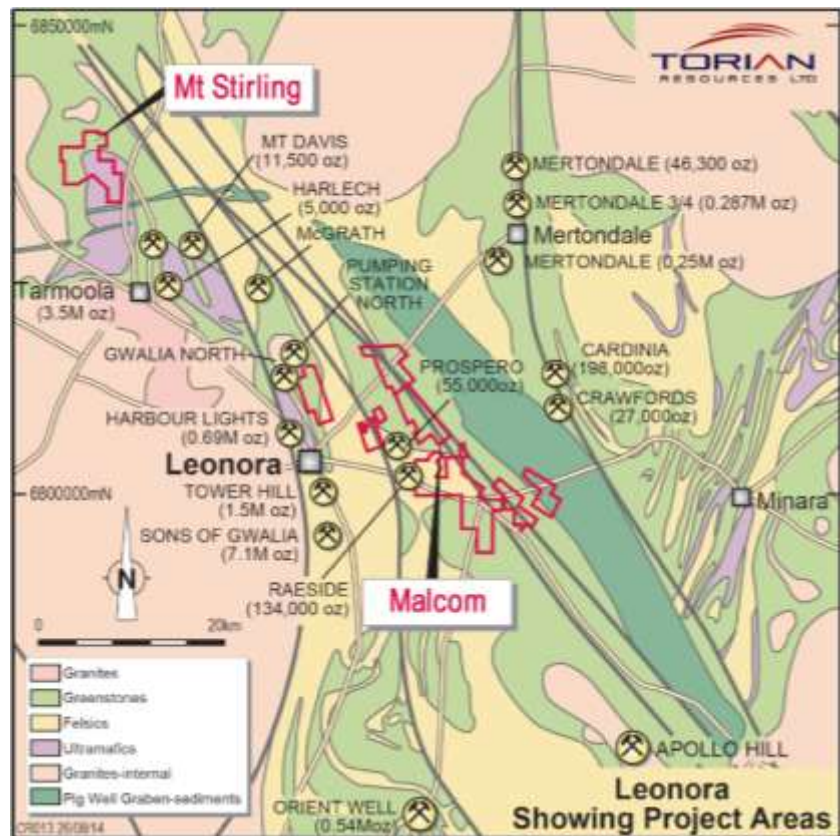 6850000mN
TORIAN
RESOURCES LTD
Mt Stirling
MT DAVIS
(11,500 oz)
HARLECH
(5,000 oz)
McGRATH
PUMPING
STATION
NORTH
MERTONDALE (46,300 oz)
MERTONDALE 3/4 (0.287M oz)
Mertondale
MERTONDALE (0.25M oz)
Tarmoola
(3.5M oz)
GWALIA NORTH
PROSPERO
(55,000oz)
CARDINIA
(198,000oz)
CRAWFORDS
(27,000oz)
HARBOUR LIGHTS
(0.69M oz)
Leonora
6800000mN
TOWER HILL
(1.5M oz)
SONS OF GWALIA
(7.1M oz)
RAESIDE
(134,000 oz)
Minara
Malcom
N
0
20km
Granites
Greenstones
Felsics
Ultramafics
Granites-internal
Pig Well Graben-sediments
APOLLO HILL
ORIENT WELL
(0.54Moz)
Leonora
Showing Project Areas
CR013 26/08/14